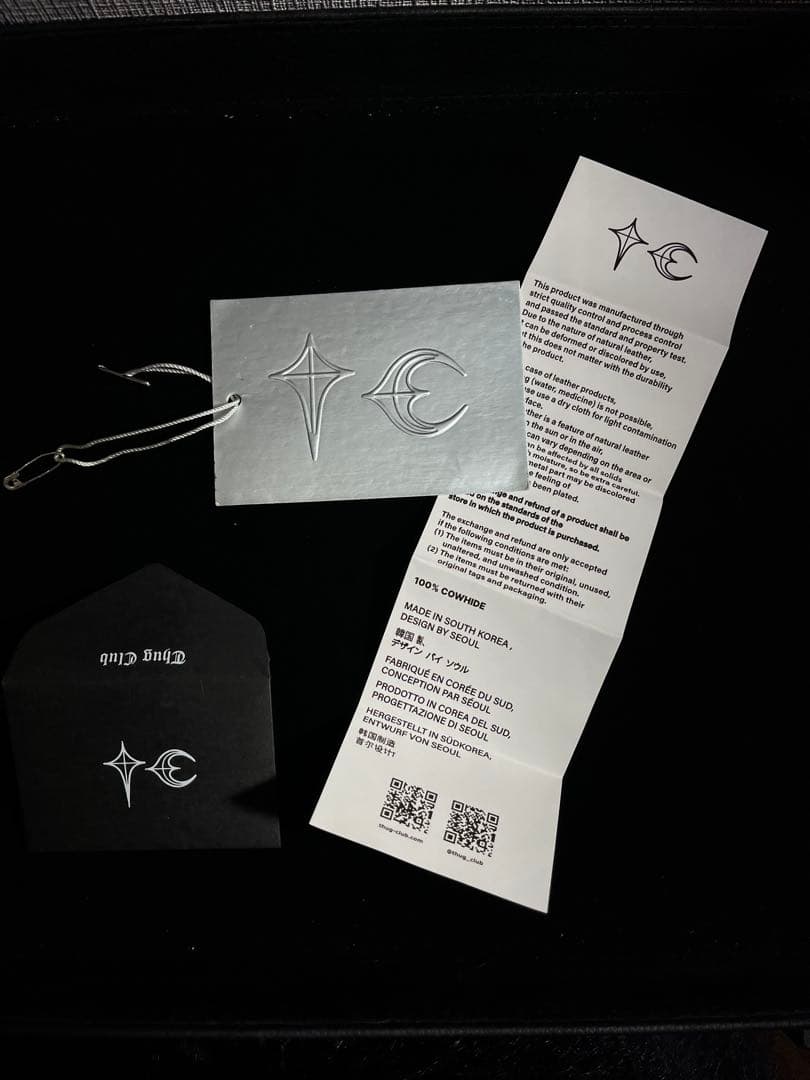 This product was manufactured through
strict quality control and process control
and passed the standard and property test.
Due to the nature of natural leather,
can be deformed or discolored by use,
this does not matter with the durability
the product.
case of leather products,
(water, medicine) is not possible,
use a dry cloth for light contamination
is a feature of natural leather
the sun or in the air,
can vary depending on the area or
be affected by all solids
moisture, so be extra careful.
metal part may be discolored
feeling of
been plated.
and refund of a product shall be
on the standards of the
store in which the product is purchased.
The exchange and refund are only accepted
if the following conditions are met:
(1) The items must be in their original, unused,
unaltered, and unwashed condition.
(2) The items must be returned with their
original tags and packaging.
100% COWHIDE
MADE IN SOUTH KOREA,
DESIGN BY SEOUL
韓国
デザイン バイ ソウル
FABRIQUÉ EN CORÉE DU SUD,
CONCEPTION PAR SÉOUL
PRODOTTO IN COREA DEL SUD,
PROGETTAZIONE DI SEOUL
HERGESTELLT IN SÜDKOREA,
ENTWURF VON SEOUL
韩国制造
首尔设计
thug-club.com
@thug_club
Thug Club